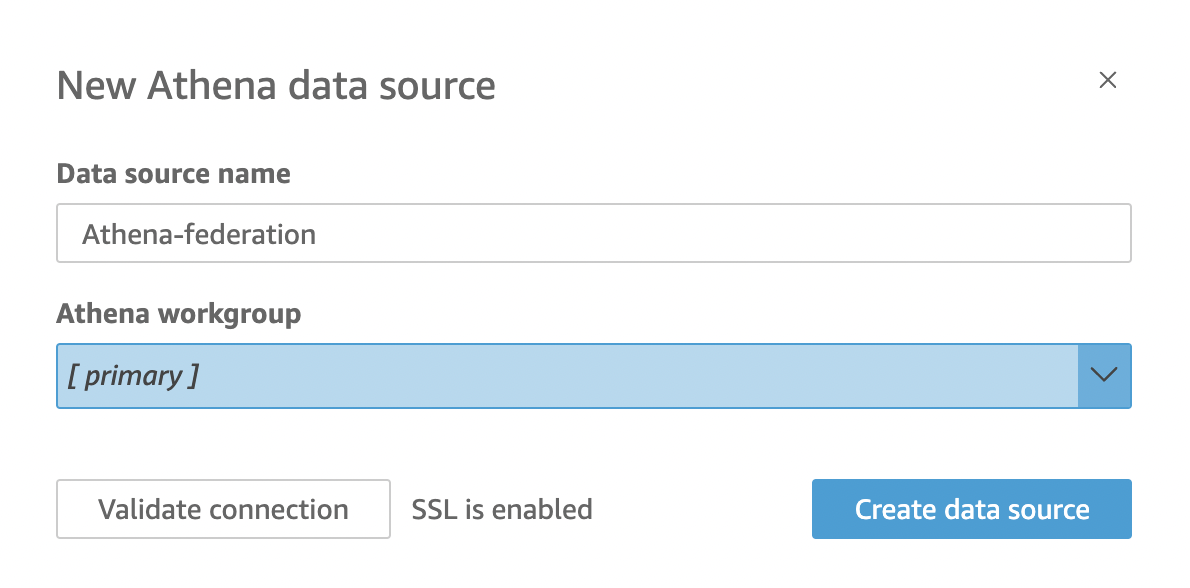 New Athena data source
Data source name
Athena-federation
Athena workgroup
[ primary ]
Validate connection
SSL is enabled
Create data source